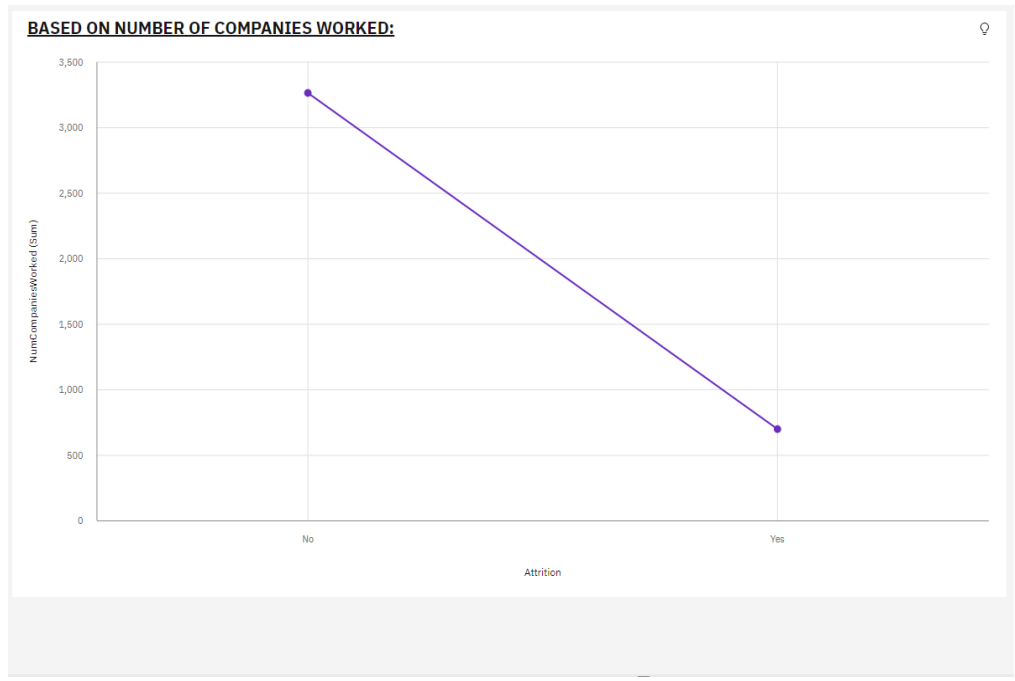 BASED ON NUMBER OF COMPANIES WORKED:
3,500
3,000
2,500
2,000
1,500
1,000
500
0
NumCompaniesWorked (Sum)
No
Yes
Attrition